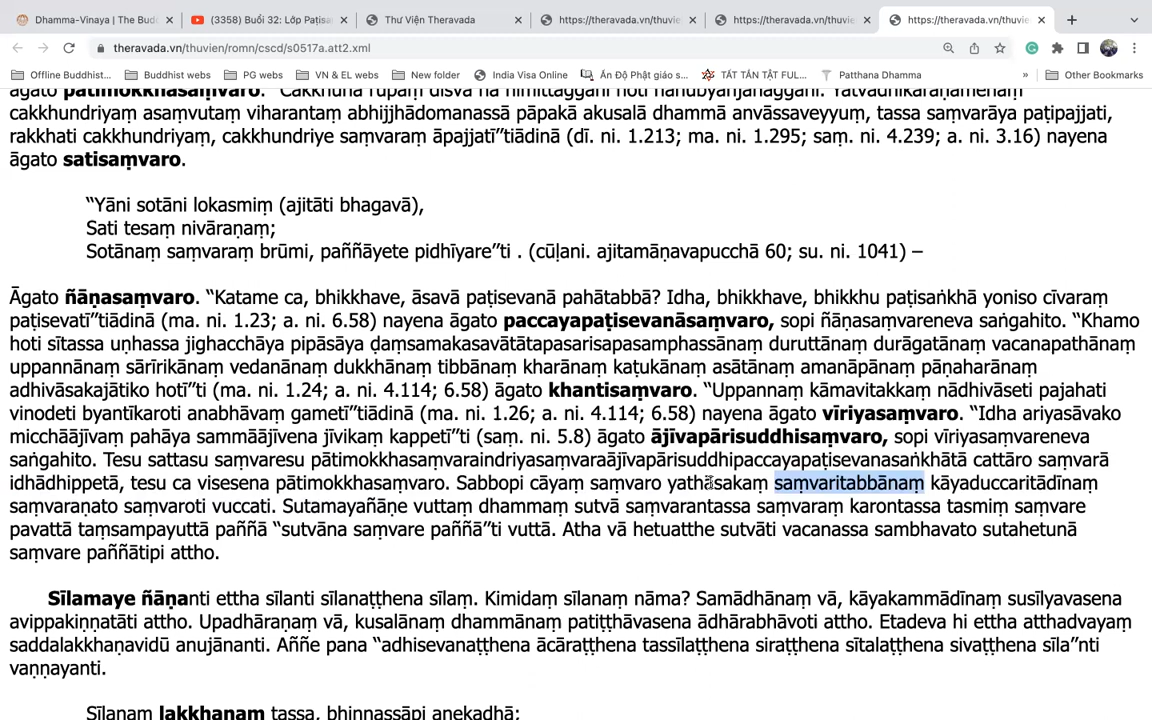 Dhamma-Vinaya | The Bud
(3358) Buổi 32: Lớp Paṭisa
Thư Viện Theravada
https://theravada.vn/thuvie
https://theravada.vn/thuvie
https://theravada.vn/thuvie
theravada.vn/thuvien/romn/cscd/s0517a.att2.xml
Offline Buddhist...
Buddhist webs
PG webs
VN & EL webs
New folder
India Visa Online
Ấn Độ Phật giáo s...
TẤT TẦN TẬT FUL...
Patthana Dhamma
»
Other Bookmarks
āgato pātimokkhasaṃvaro. "Cakkhunā rūpaṃ disvā na nimittaggāhī hoti nānubyañjanaggāhī. Yatvādhikaraṇamenaṃ
cakkhundriyaṃ asaṃvutaṃ viharantaṃ abhijjhādomanassā pāpakā akusalā dhammā anvāssaveyyuṃ, tassa saṃvarāya paṭipajjati,
rakkhati cakkhundriyaṃ, cakkhundriye saṃvaraṃ āpajjatī"tiādinā (dī. ni. 1.213; ma. ni. 1.295; saṃ. ni. 4.239; a. ni. 3.16) nayena
āgato satisaṃvaro.
"Yāni sotāni lokasmiṃ (ajitāti bhagavā),
Sati tesaṃ nivāraṇaṃ;
Sotānaṃ saṃvaraṃ brūmi, paññāyete pidhīyare"ti . (cūḷani. ajitamāṇavapucchā 60; su. ni. 1041) –
Āgato ñāṇasaṃvaro. "Katame ca, bhikkhave, āsavā paṭisevanā pahātabbā? Idha, bhikkhave, bhikkhu paṭisaṅkhā yoniso cīvaraṃ
paṭisevatī"tiādinā (ma. ni. 1.23; a. ni. 6.58) nayena āgato paccayapaṭisevanāsaṃvaro, sopi ñāṇasaṃvareneva saṅgahito. "Khamo
hoti sītassa uṇhassa jighacchāya pipāsāya ḍaṃsamakasavātātapasarīsapasamphassānaṃ duruttānaṃ durāgatānaṃ vacanapathānaṃ
uppannānaṃ sārīrikānaṃ vedanānaṃ dukkhānaṃ tibbānaṃ kharānaṃ kaṭukānaṃ asātānaṃ amanāpānaṃ pāṇaharānaṃ
adhivāsakajātiko hotī"ti (ma. ni. 1.24; a. ni. 4.114; 6.58) āgato khantisaṃvaro. "Uppannaṃ kāmavitakkaṃ nādhivāseti pajahati
vinodeti byantīkaroti anabhāvaṃ gametī"tiādinā (ma. ni. 1.26; a. ni. 4.114; 6.58) nayena āgato vīriyasaṃvaro. "Idha ariyasāvako
micchāājīvaṃ pahāya sammāājīvena jīvikaṃ kappetī"ti (saṃ. ni. 5.8) āgato ājīvapārisuddhisaṃvaro, sopi vīriyasaṃvareneva
saṅgahito. Tesu sattasu saṃvaresu pātimokkhasaṃvaraindriyasaṃvaraājīvapārisuddhipaccayapaṭisevanasaṅkhātā cattāro saṃvarā
idhādhippetā, tesu ca visesena pātimokkhasaṃvaro. Sabbopi cāyaṃ saṃvaro yathāsakaṃ saṃvaritabbānaṃ kāyaduccaritādīnaṃ
saṃvaraṇato saṃvaroti vuccati. Sutamayañāṇe vuttaṃ dhammaṃ sutvā saṃvarantassa saṃvaraṃ karontassa tasmiṃ saṃvare
pavattā taṃsampayuttā paññā "sutvāna saṃvare paññā"ti vuttā. Atha vā hetuatthe sutvāti vacanassa sambhavato sutahetunā
saṃvare paññātipi attho.
Sīlamaye ñāṇanti ettha sīlanti sīlanaṭṭhena sīlaṃ. Kimidaṃ sīlanaṃ nāma? Samādhānaṃ vā, kāyakammādīnaṃ susīlyavasena
avippakiṇṇatāti attho. Upadhāraṇaṃ vā, kusalānaṃ dhammānaṃ patiṭṭhāvasena ādhārabhāvoti attho. Etadeva hi ettha atthadvayaṃ
saddalakkhaṇavidū anujānanti. Aññe pana "adhisevanaṭṭhena ācāraṭṭhena tassīlaṭṭhena siraṭṭhena sītalaṭṭhena sivaṭṭhena sīla"nti
vaṇṇayanti.
Sīlanaṃ lakkhaṇaṃ tassa, bhinnassāpi anekadhā;